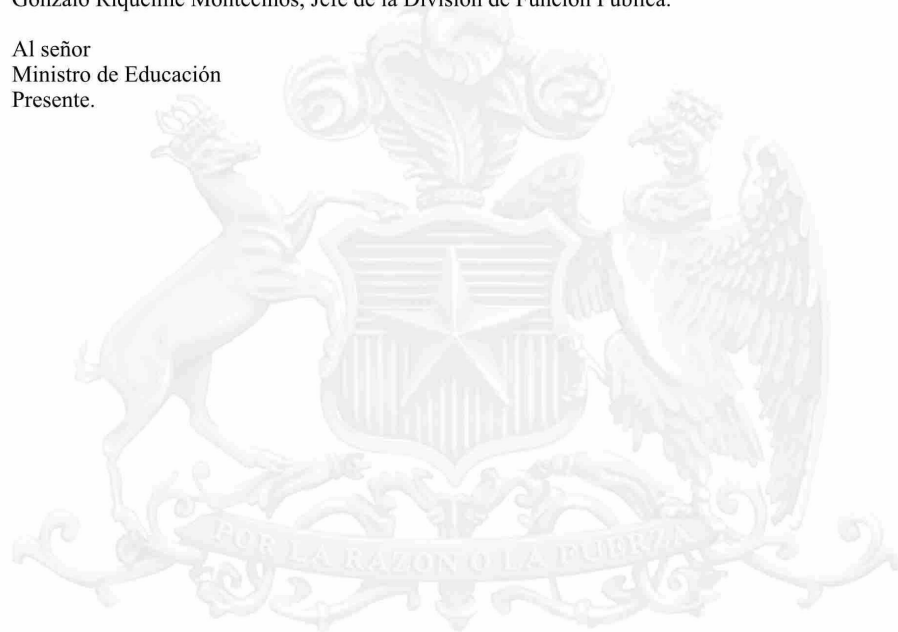 Gonzalo Riquelme Montecinos, Jefe de la División de Función Pública.
Al señor
Ministro de Educación
Presente.
POR LA RAZON O LA FUERZA